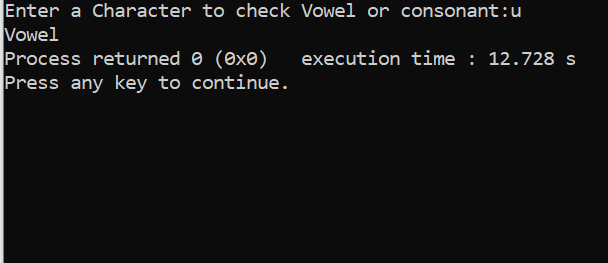 Enter a Character to check Vowel or consonant:u
Vowel
Process returned 0 (0x0)   execution time : 12.728 s
Press any key to continue.